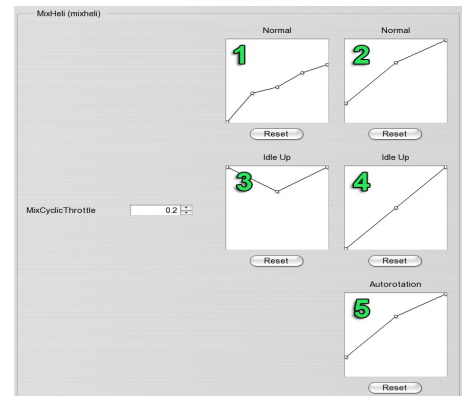 MixHeli (mixheli)
Normal
Normal
1
2
Reset
Reset
Idle Up
Idle Up
3
4
MixCyclicThrottle 0.2
Reset
Reset
Autorotation
5
Reset